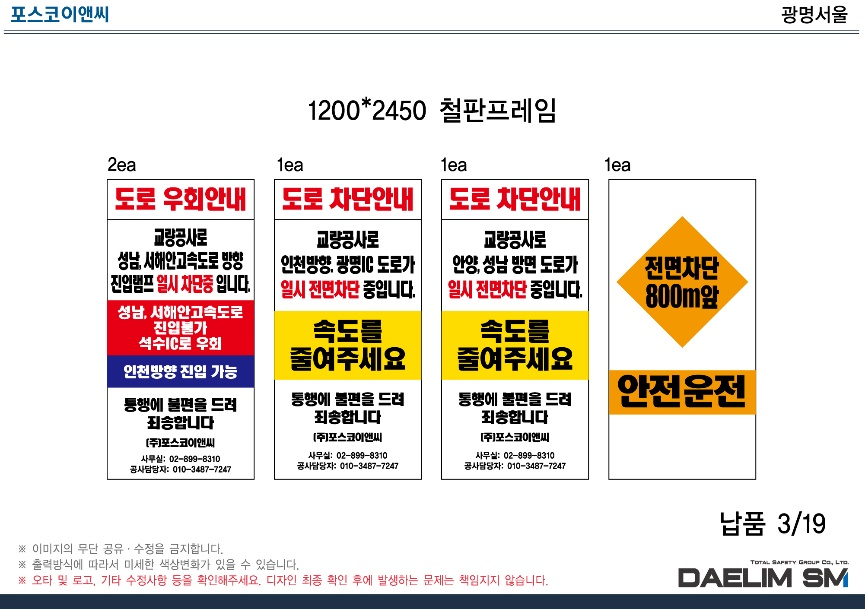 포스코이앤씨
광명서울
1200*2450 철판프레임
2ea
1ea
1ea
1ea
도로 우회안내
교량공사로
성남, 서해안고속도로 방향
진입램프 일시 차단중 입니다.
성남, 서해안고속도로
진입불가
석수IC로 우회
인천방향 진입 가능
통행에 불편을 드려
죄송합니다
(주)포스코이앤씨
사무실: 02-899-8310
공사담당자: 010-3487-7247
도로 차단안내
교량공사로
인천방향. 광명IC 도로가
일시 전면차단 중입니다.
속도를
줄여주세요
통행에 불편을 드려
죄송합니다
(주)포스코이앤씨
사무실: 02-899-8310
공사담당자: 010-3487-7247
도로 차단안내
교량공사로
안양, 성남 방면 도로가
일시 전면차단 중입니다.
속도를
줄여주세요
통행에 불편을 드려
죄송합니다
(주)포스코이앤씨
사무실: 02-899-8310
공사담당자: 010-3487-7247
전면차단
800m앞
안전운전
납품 3/19
※ 이미지의 무단 공유 · 수정을 금지합니다.
※ 출력방식에 따라서 미세한 색상변화가 있을 수 있습니다.
※ 오타 및 로고, 기타 수정사항 등을 확인해주세요. 디자인 최종 확인 후에 발생하는 문제는 책임지지 않습니다.
Total Safety Group Co., Ltd.
DAELIM SM